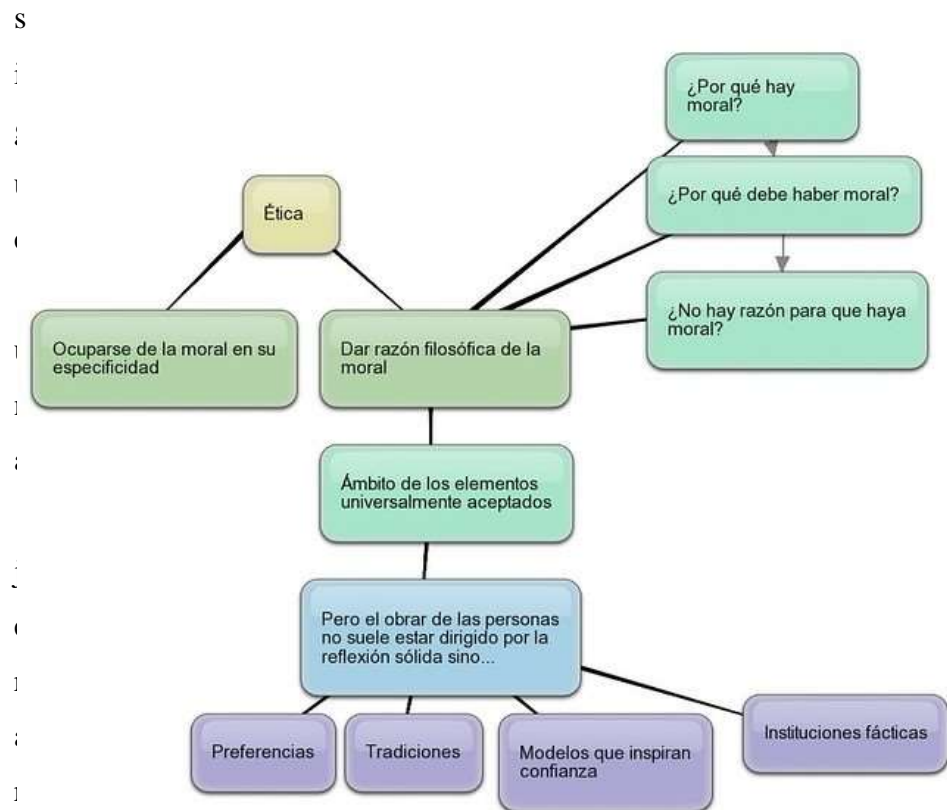 ¿Por qué hay
moral?
¿Por qué debe haber moral?
Ética
¿No hay razón para que haya
moral?
Ocuparse de la moral en su
especificidad
Dar razón filosófica de la
moral
Ámbito de los elementos
universalmente aceptados
Pero el obrar de las personas
no suele estar dirigido por la
reflexión sólida sino...
Preferencias
Tradiciones
Modelos que inspiran
confianza
Instituciones fácticas